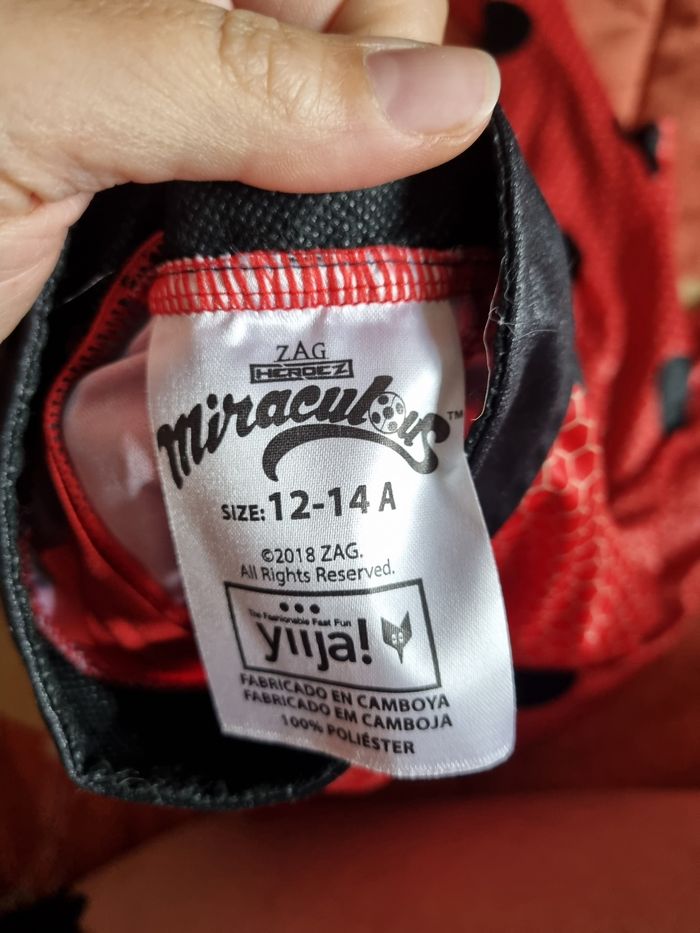 ZAG
HEROEZ
Miraculous™
SIZE: 12-14 A
©2018 ZAG.
All Rights Reserved.
The Fashionable Feet Fun
yiija!
FABRICADO EN CAMBOYA
FABRICADO EM CAMBOJA
100% POLIÉSTER